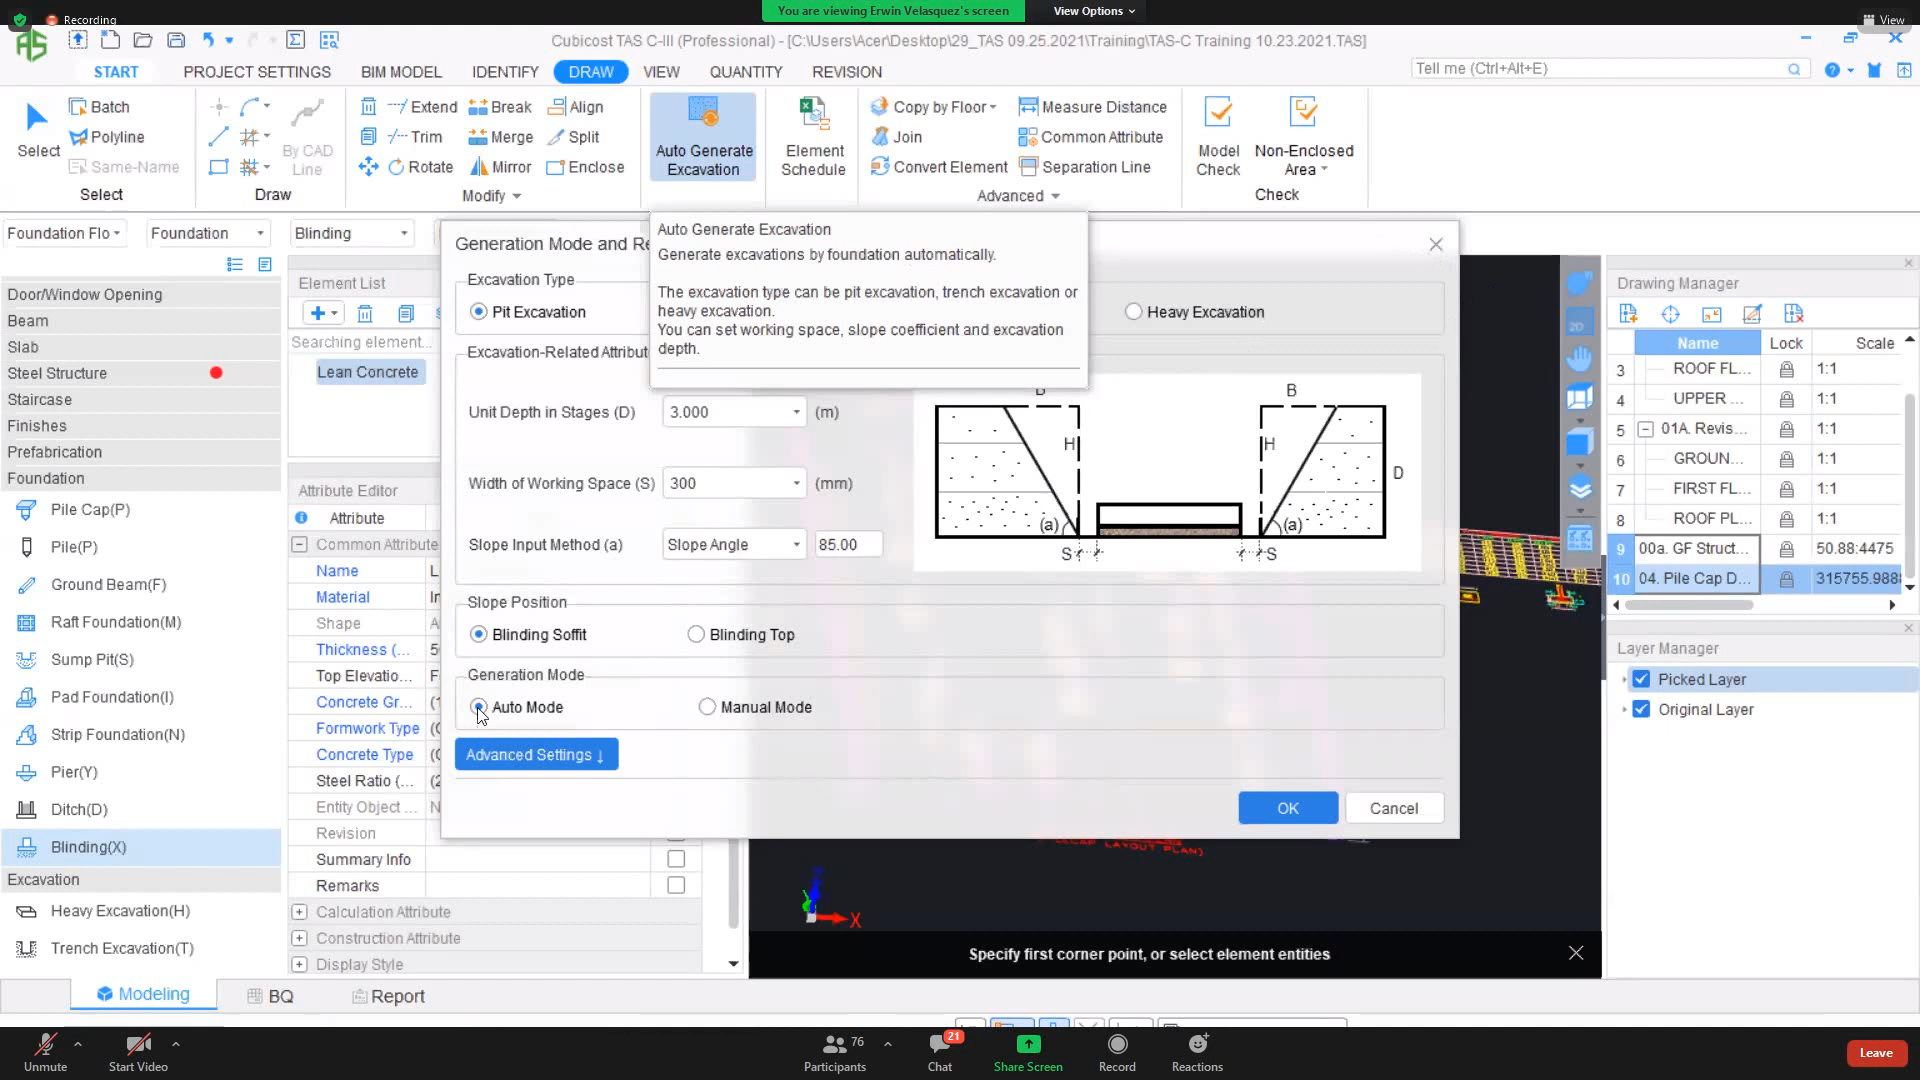 Recording
You are viewing Erwin Velasquez's screen
View Options
View
Cubicost TAS C-III (Professional) - [C:\Users\Acer\Desktop\29_TAS 09.25.2021\Training\TAS-C Training 10.23.2021.TAS]
START
PROJECT SETTINGS
BIM MODEL
IDENTIFY
DRAW
VIEW
QUANTITY
REVISION
Tell me (Ctrl+Alt+E)
Select
Batch
Polyline
Same-Name
Select
By CAD
Line
Draw
Extend
Break
Align
Trim
Merge
Split
Rotate
Mirror
Enclose
Modify
Auto Generate
Excavation
Element
Schedule
Copy by Floor
Measure Distance
Join
Common Attribute
Convert Element
Separation Line
Advanced
Model
Check
Non-Enclosed
Area
Check
Foundation Flo
Foundation
Blinding
Door/Window Opening
Beam
Slab
Steel Structure
Staircase
Finishes
Prefabrication
Foundation
Pile Cap(P)
Pile(P)
Ground Beam(F)
Raft Foundation(M)
Sump Pit(S)
Pad Foundation(I)
Strip Foundation(N)
Pier(Y)
Ditch(D)
Blinding(X)
Excavation
Heavy Excavation(H)
Trench Excavation(T)
Element List
Searching element...
Lean Concrete
Attribute Editor
Attribute
Common Attribute
Name
Material
Shape
Thickness (...
Top Elevatio...
Concrete Gr...
Formwork Type
Concrete Type
Steel Ratio (...
Entity Object ...
Revision
Summary Info
Remarks
Calculation Attribute
Construction Attribute
Display Style
Generation Mode and Re
Excavation Type
Pit Excavation
Heavy Excavation
Auto Generate Excavation
Generate excavations by foundation automatically.
The excavation type can be pit excavation, trench excavation or
heavy excavation.
You can set working space, slope coefficient and excavation
depth.
Excavation-Related Attribute
Unit Depth in Stages (D)
3.000
(m)
Width of Working Space (S)
300
(mm)
Slope Input Method (a)
Slope Angle
85.00
B
H
H
D
(a)
(a)
S
S
Slope Position
Blinding Soffit
Blinding Top
Generation Mode
Auto Mode
Manual Mode
Advanced Settings ↓
OK
Cancel
X
Specify first corner point, or select element entities
2D
Drawing Manager
Name
Lock
Scale
3 ROOF FL... 1:1
4 UPPER ... 1:1
5 01A. Revis... 1:1
6 GROUN... 1:1
7 FIRST FL... 1:1
8 ROOF PL... 1:1
9 00a. GF Struct... 50.88:4475
10 04. Pile Cap D... 315755.988
Layer Manager
Picked Layer
Original Layer
Modeling
BQ
Report
Unmute
Start Video
76
Participants
21
Chat
Share Screen
Record
Reactions
Leave